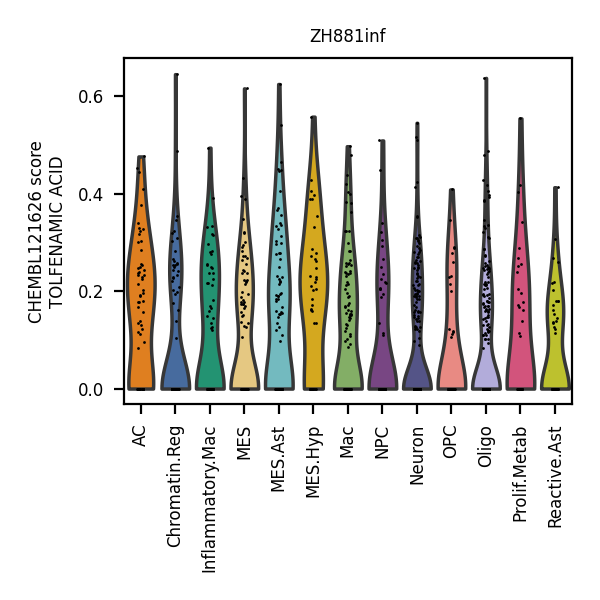 ZH881inf
CHEMBL121626 score
TOLFENAMIC ACID
0.6
0.4
0.2
0.0
AC
Chromatin.Reg
Inflammatory.Mac
MES
MES.Ast
MES.Hyp
Mac
NPC
Neuron
OPC
Oligo
Prolif.Metab
Reactive.Ast